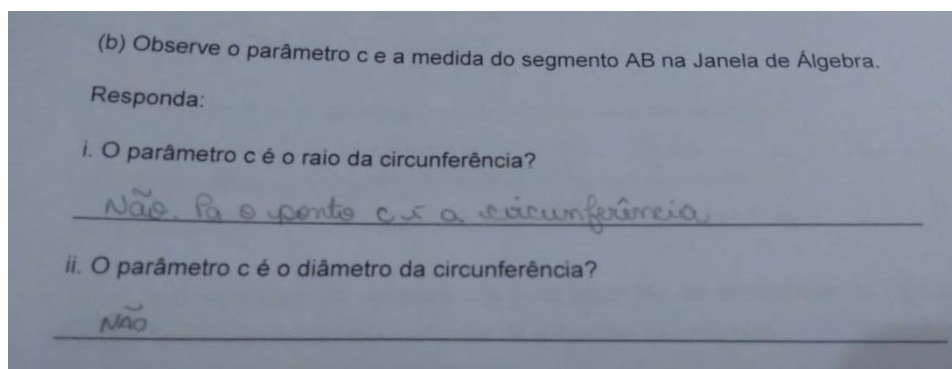 (b) Observe o parâmetro c e a medida do segmento AB na Janela de Álgebra.
Responda:
i. O parâmetro c é o raio da circunferência?
Não. o ponto c é a circunferência
ii. O parâmetro c é o diâmetro da circunferência?
NÃO.